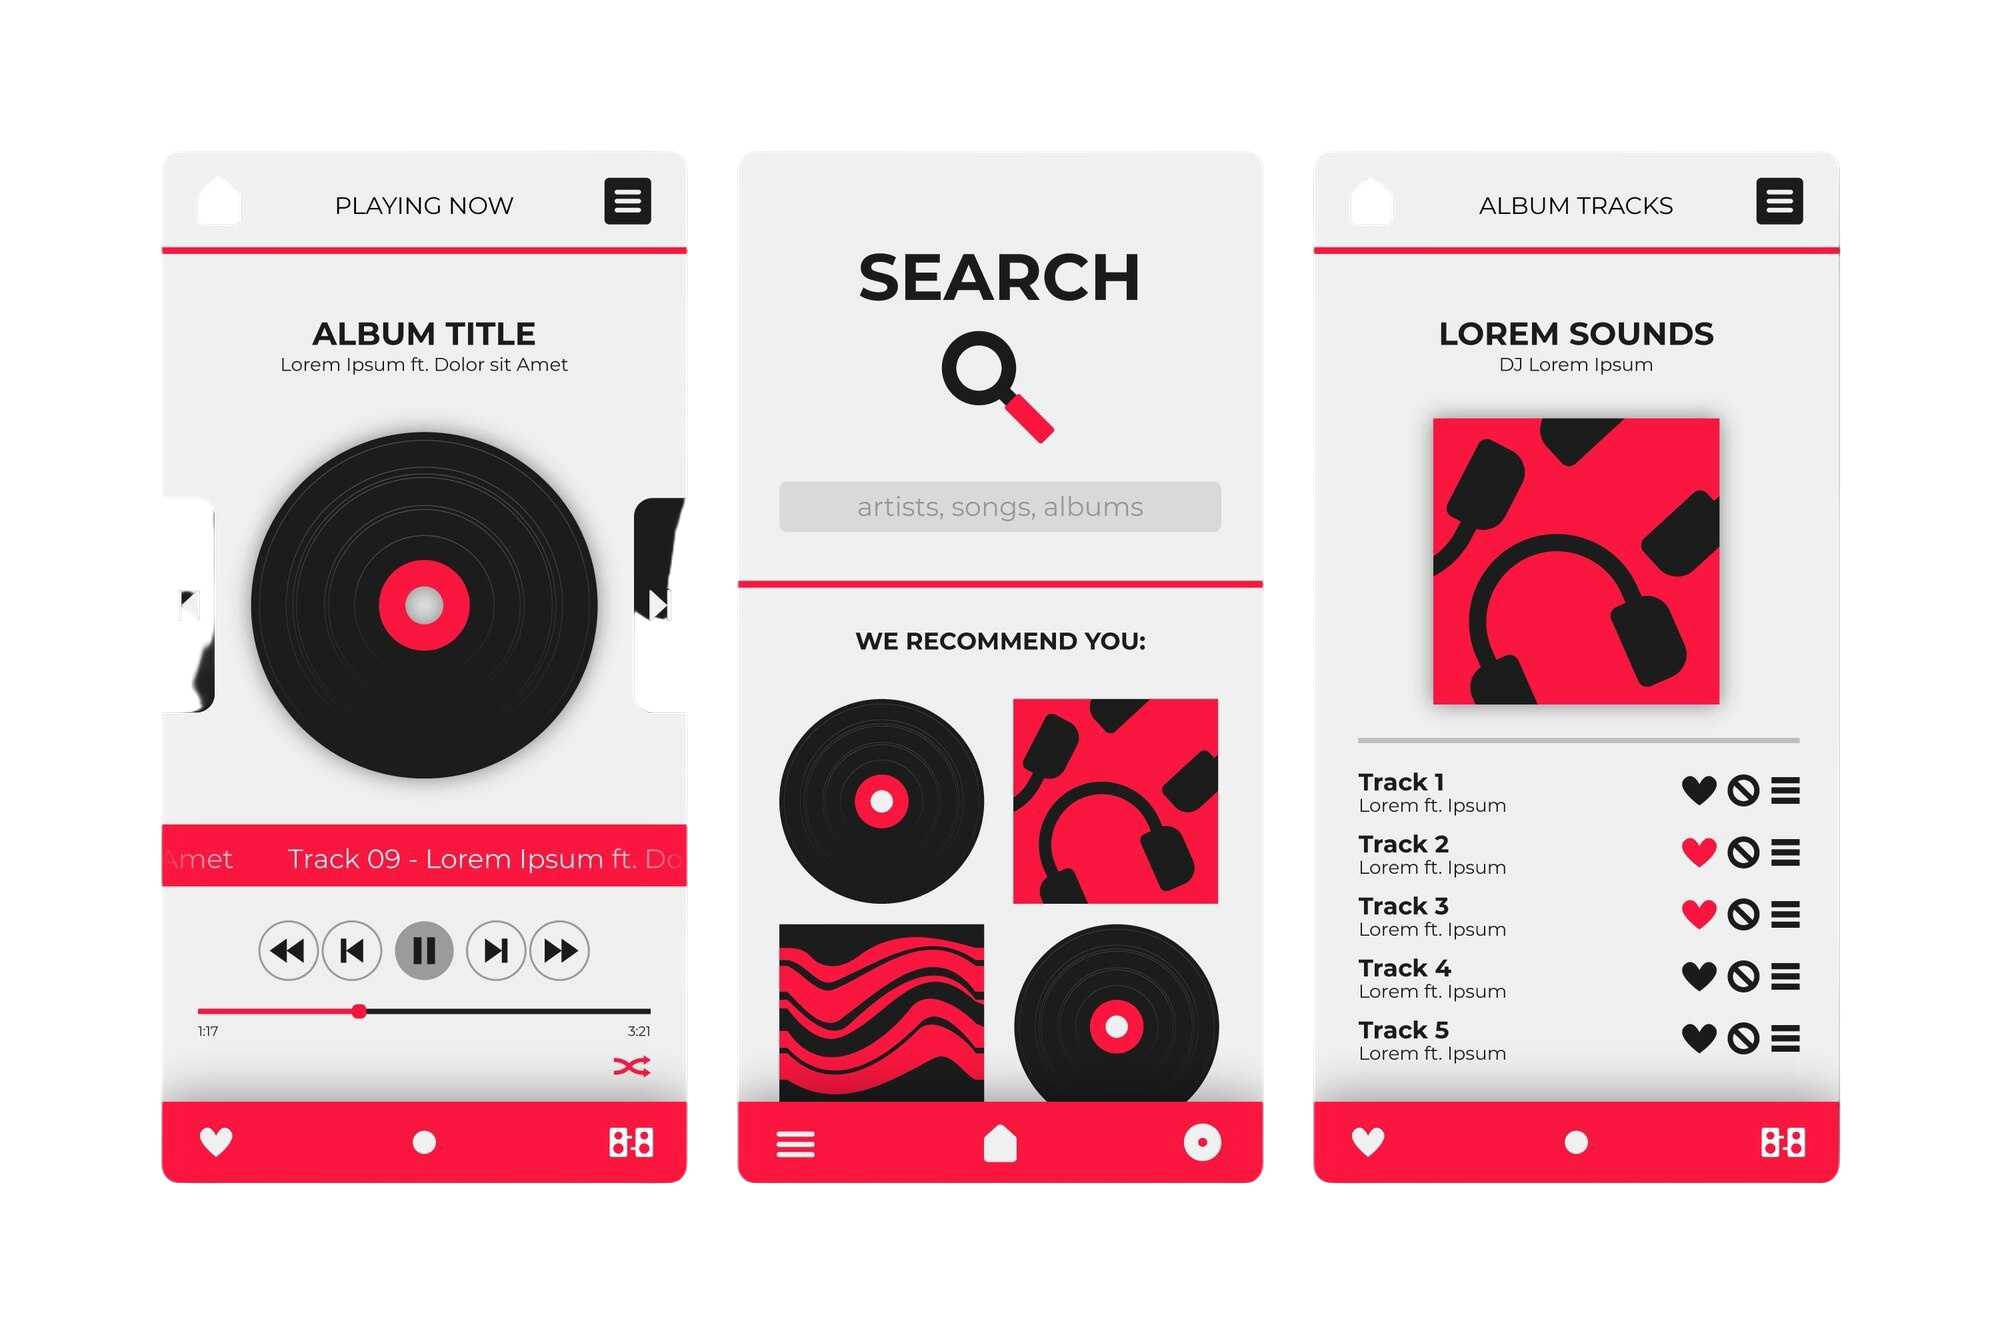 PLAYING NOW
ALBUM TITLE
Lorem Ipsum ft. Dolor sit Amet
Amet Track 09 - Lorem Ipsum ft. Do
1:17 3:21
SEARCH
artists, songs, albums
WE RECOMMEND YOU:
ALBUM TRACKS
LOREM SOUNDS
DJ Lorem Ipsum
Track 1
Lorem ft. Ipsum
Track 2
Lorem ft. Ipsum
Track 3
Lorem ft. Ipsum
Track 4
Lorem ft. Ipsum
Track 5
Lorem ft. Ipsum